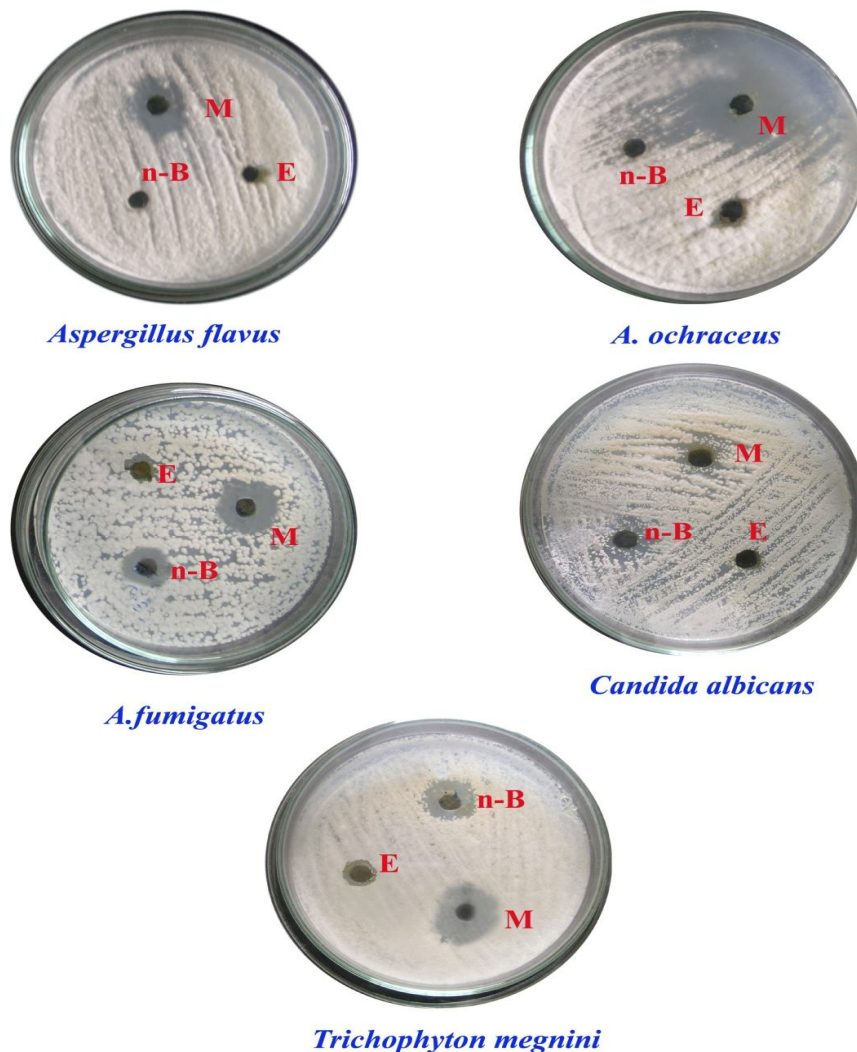 M
n-B
E
Aspergillus flavus
M
n-B
E
A. ochraceus
E
M
n-B
A.fumigatus
M
n-B
E
Candida albicans
n-B
E
M
Trichophyton megnini